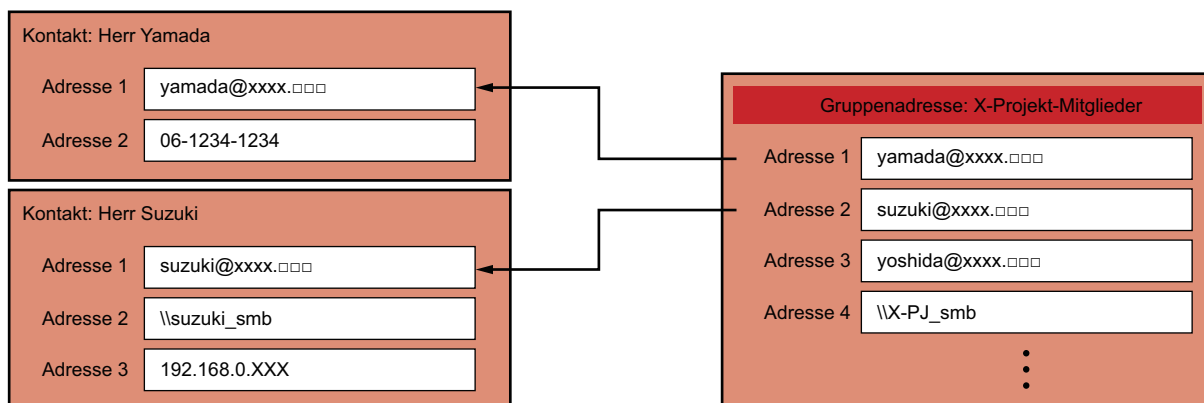 Kontakt: Herr Yamada
Adresse 1 yamada@xxxx.□□□
Adresse 2 06-1234-1234
Kontakt: Herr Suzuki
Adresse 1 suzuki@xxxx.□□□
Adresse 2 \\suzuki_smb
Adresse 3 192.168.0.XXX
Gruppenadresse: X-Projekt-Mitglieder
Adresse 1 yamada@xxxx.□□□
Adresse 2 suzuki@xxxx.□□□
Adresse 3 yoshida@xxxx.□□□
Adresse 4 \\X-PJ_smb